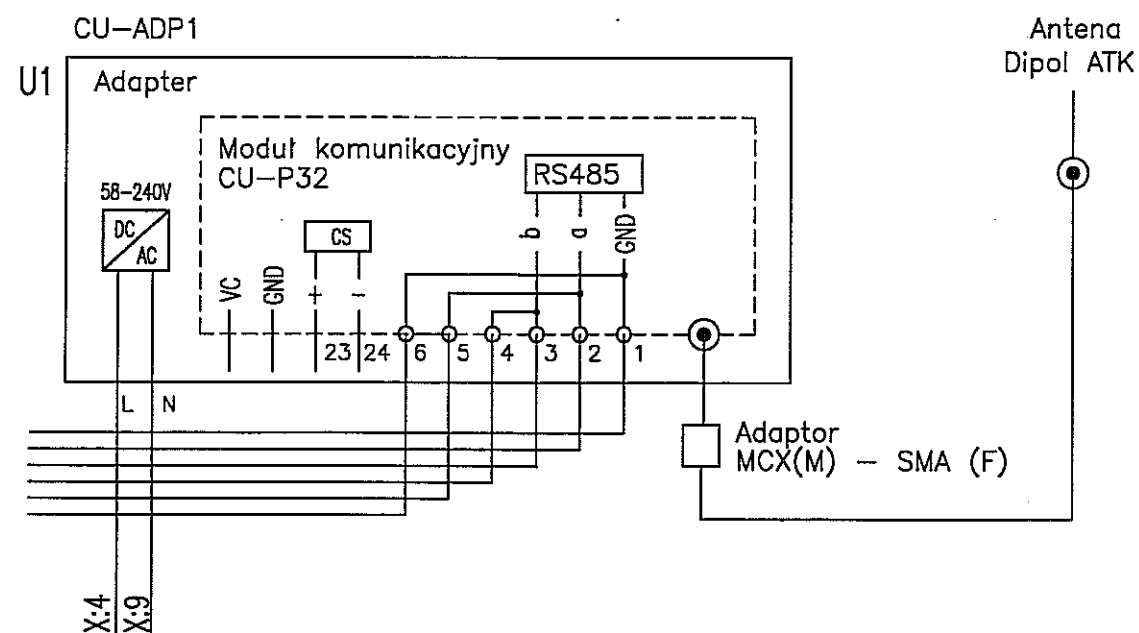 CU-ADP1
Antena
Dipol ATK
U1
Adapter
Moduł komunikacyjny
CU-P32
RS485
58-240V
DC
AC
CS
b
a
GND
VC
GND
+
-
23
24
6
5
4
3
2
1
L
N
Adaptor
MCX(M) - SMA (F)
X:4
X:9